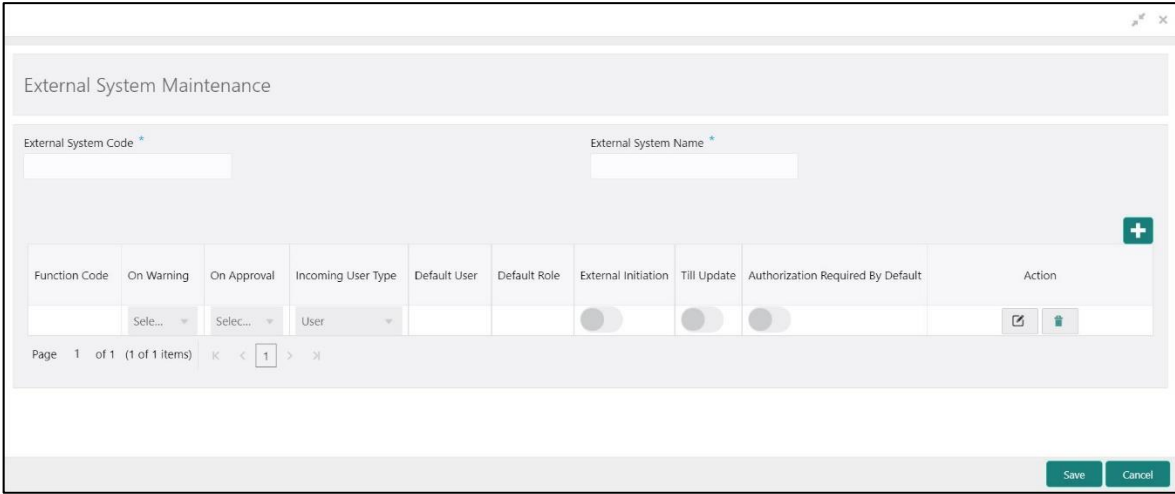 External System Maintenance
External System Code * External System Name *
Function Code On Warning On Approval Incoming User Type Default User Default Role External Initiation Till Update Authorization Required By Default Action
Sele... Selec... User
Page 1 of 1 (1 of 1 items) 1
Save Cancel